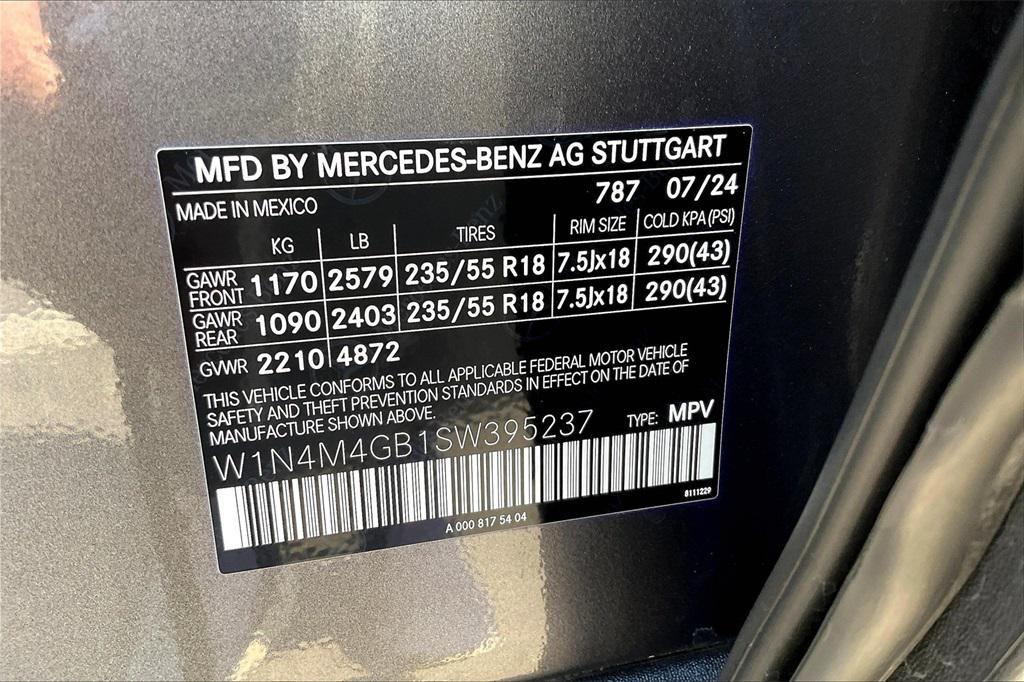 MFD BY MERCEDES-BENZ AG STUTTGART
787 07/24
MADE IN MEXICO
KG LB TIRES RIM SIZE COLD KPA (PSI)
GAWR FRONT 1170 2579 235/55 R18 7.5Jx18 290(43)
GAWR REAR 1090 2403 235/55 R18 7.5Jx18 290(43)
GVWR 2210 4872
THIS VEHICLE CONFORMS TO ALL APPLICABLE FEDERAL MOTOR VEHICLE
SAFETY AND THEFT PREVENTION STANDARDS IN EFFECT ON THE DATE OF
MANUFACTURE SHOWN ABOVE.
W1N4M4GB1SW395237 TYPE: MPV
8111229
A 000 817 54 04